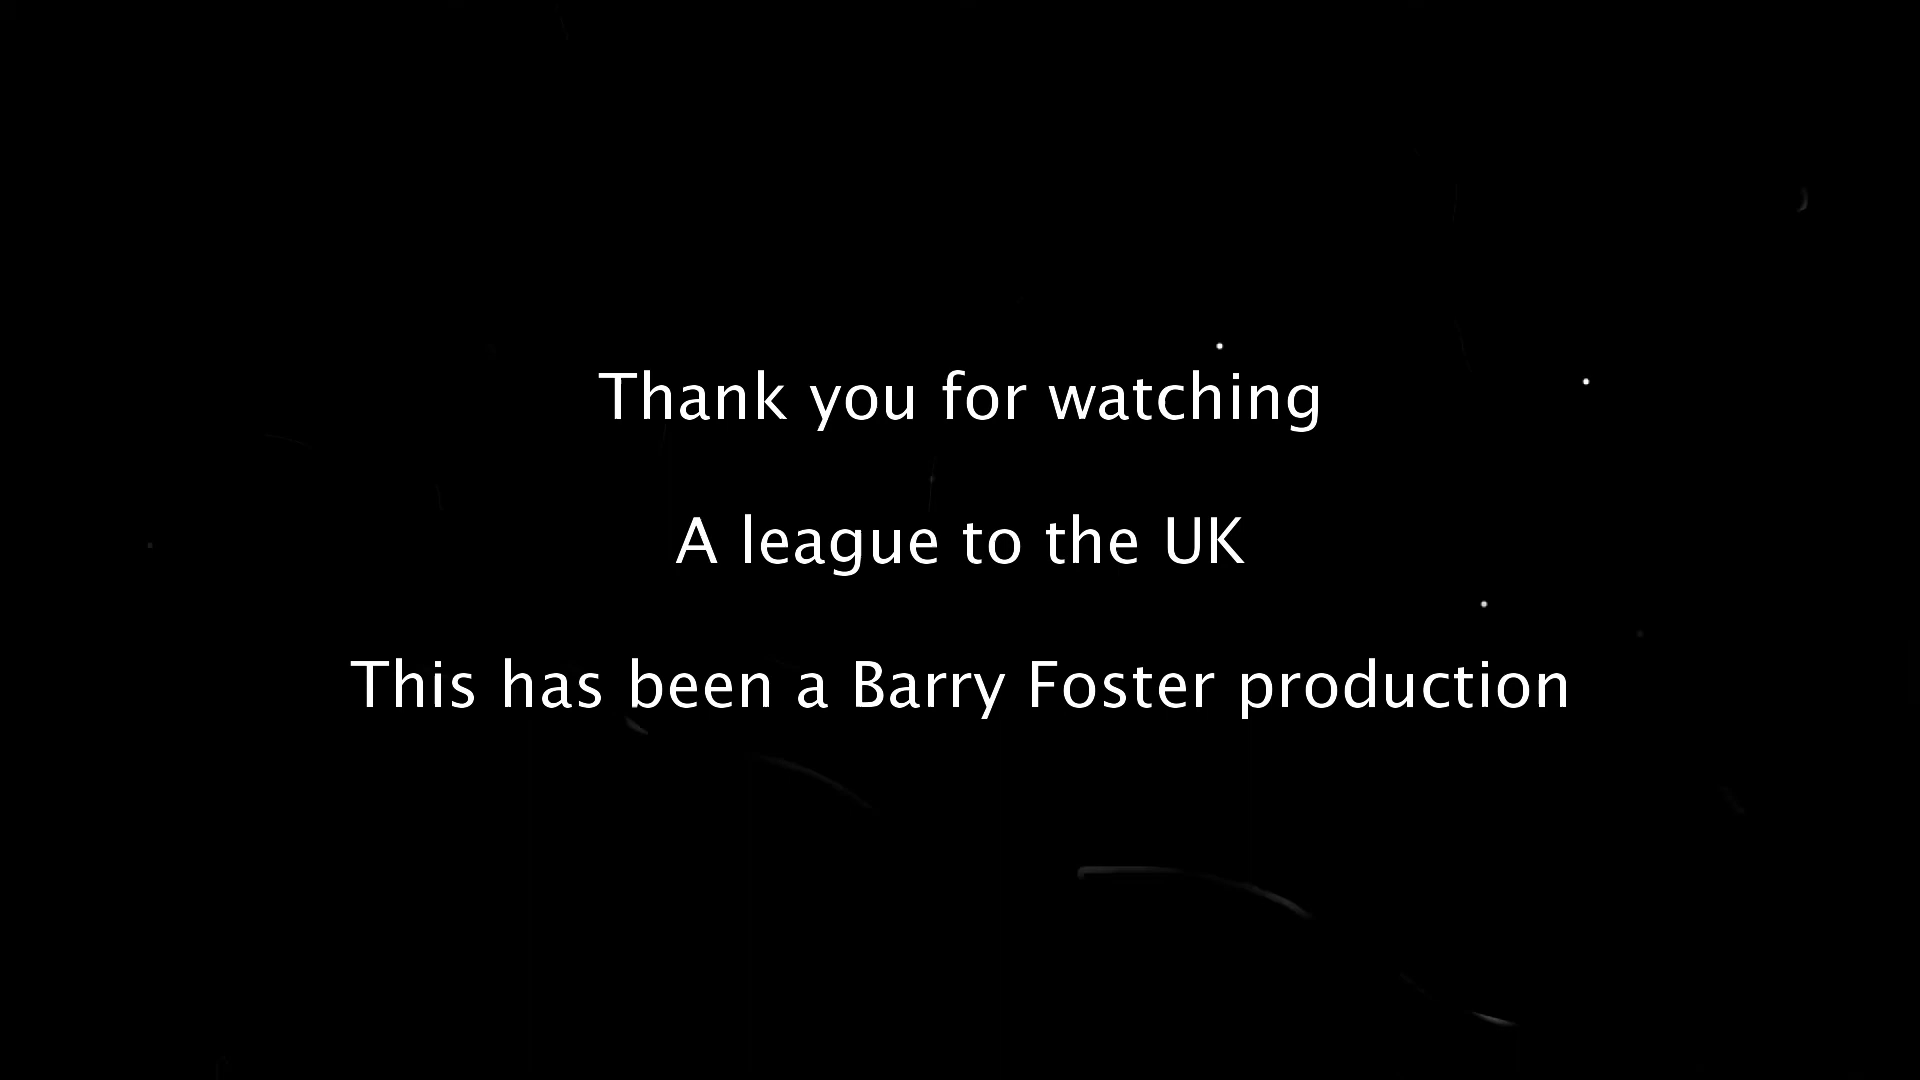 Thank you for watching
A league to the UK
This has been a Barry Foster production